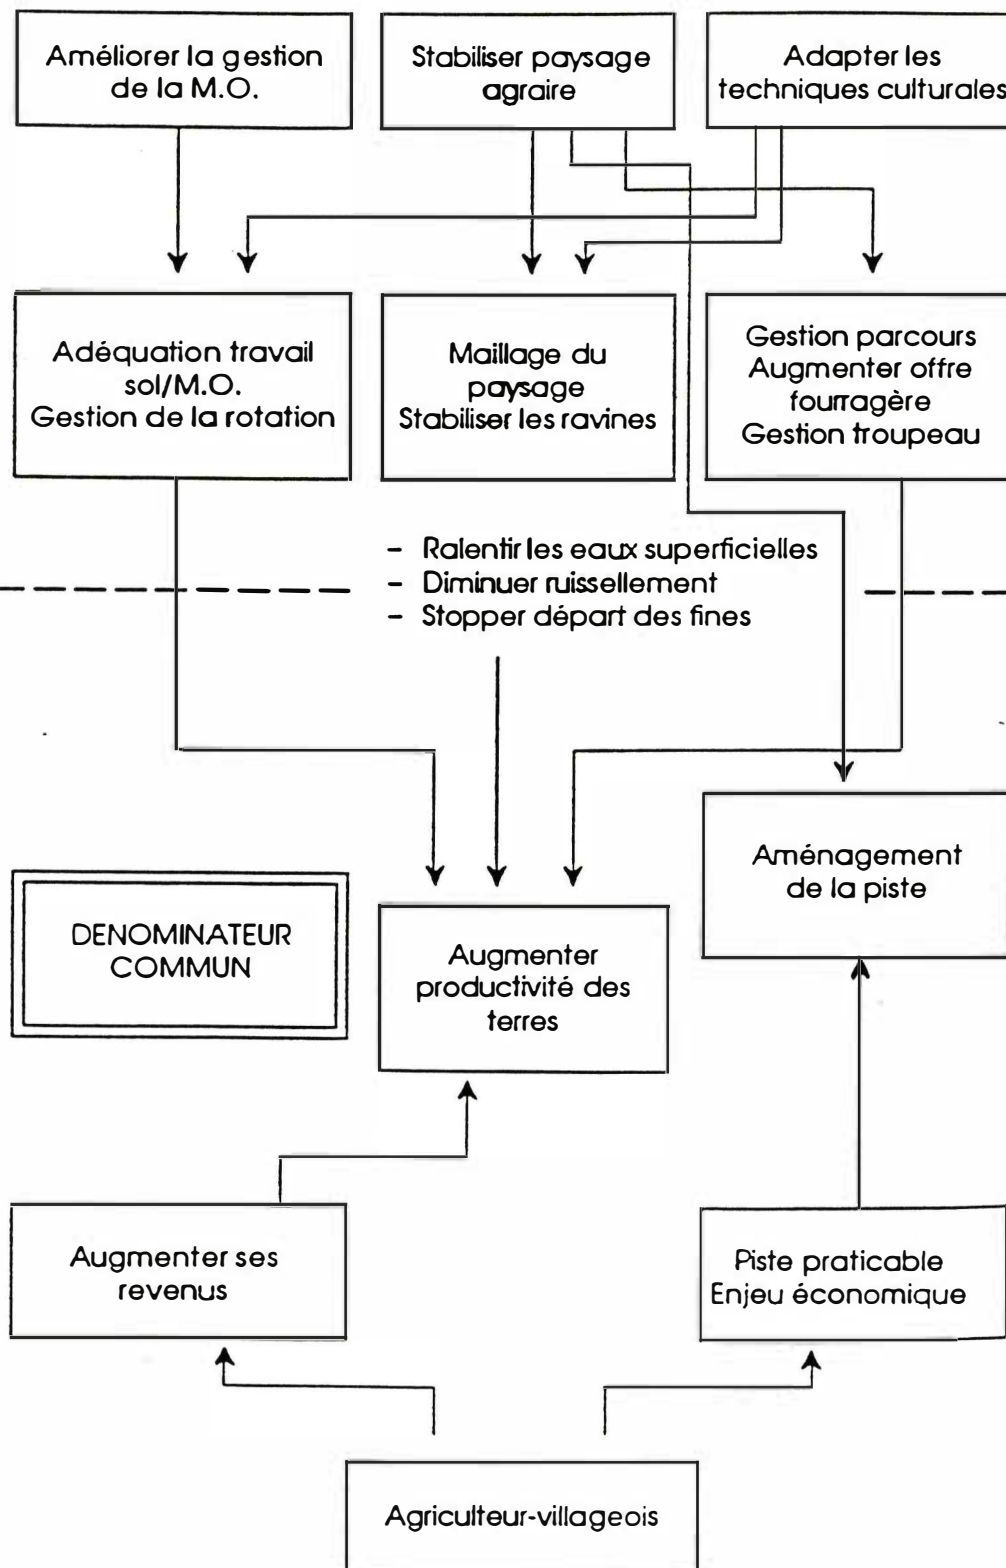 Améliorer la gestion
de la M.O.
Stabiliser paysage
agraire
Adapter les
techniques culturales
Adéquation travail
sol/M.O.
Gestion de la rotation
Maillage du
paysage
Stabiliser les ravines
Gestion parcours
Augmenter offre
fourragère
Gestion troupeau
- Ralentir les eaux superficielles
- Diminuer ruissellement
- Stopper départ des fines
Aménagement
de la piste
DENOMINATEUR
COMMUN
Augmenter
productivité des
terres
Augmenter ses
revenus
Piste praticable
Enjeu économique
Agriculteur-villageois